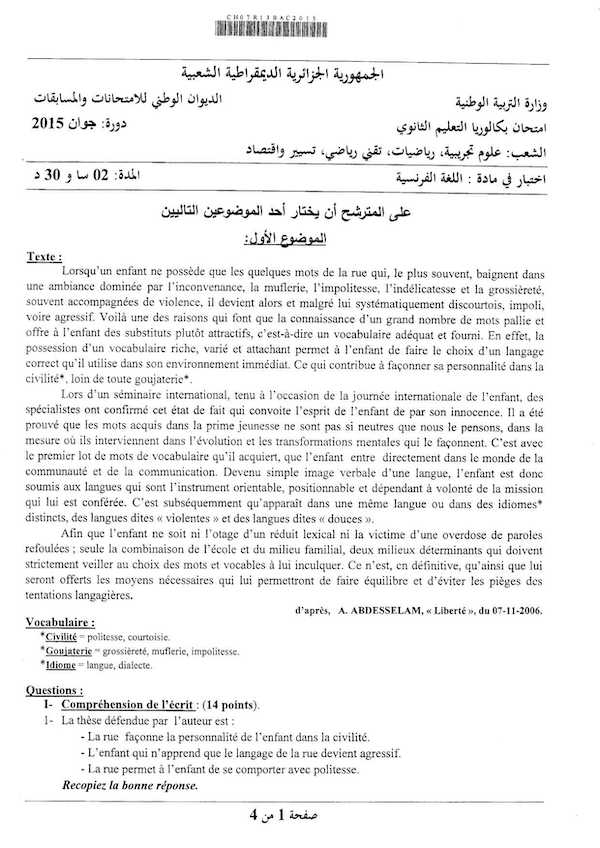 CH07R13BAC2015
الجمهورية الجزائرية الديمقراطية الشعبية
وزارة التربية الوطنية الديوان الوطني للامتحانات والمسابقات
امتحان بكالوريا التعليم الثانوي دورة: جوان 2015
الشعب: علوم تجريبية، رياضيات، تقني رياضي، تسيير واقتصاد
اختبار في مادة : اللغة الفرنسية المدة: 02 سا و 30 د
على المترشح أن يختار أحد الموضوعين التاليين
الموضوع الأول:
Texte :
Lorsqu'un enfant ne possède que les quelques mots de la rue qui, le plus souvent, baignent dans
une ambiance dominée par l'inconvenance, la muflerie, l'impolitesse, l'indélicatesse et la grossièreté,
souvent accompagnées de violence, il devient alors et malgré lui systématiquement discourtois, impoli,
voire agressif. Voilà une des raisons qui font que la connaissance d'un grand nombre de mots pallie et
offre à l'enfant des substituts plutôt attractifs, c'est-à-dire un vocabulaire adéquat et fourni. En effet, la
possession d'un vocabulaire riche, varié et attachant permet à l'enfant de faire le choix d'un langage
correct qu'il utilise dans son environnement immédiat. Ce qui contribue à façonner sa personnalité dans la
civilité*, loin de toute goujaterie*.
Lors d'un séminaire international, tenu à l'occasion de la journée internationale de l'enfant, des
spécialistes ont confirmé cet état de fait qui convoite l'esprit de l'enfant de par son innocence. Il a été
prouvé que les mots acquis dans la prime jeunesse ne sont pas si neutres que nous le pensons, dans la
mesure où ils interviennent dans l'évolution et les transformations mentales qui le façonnent. C'est avec
le premier lot de mots de vocabulaire qu'il acquiert, que l'enfant entre directement dans le monde de la
communauté et de la communication. Devenu simple image verbale d'une langue, l'enfant est donc
soumis aux langues qui sont l'instrument orientable, positionnable et dépendant à volonté de la mission
qui lui est conférée. C'est subséquemment qu'apparaît dans une même langue ou dans des idiomes*
distincts, des langues dites « violentes » et des langues dites « douces ».
Afin que l'enfant ne soit ni l'otage d'un réduit lexical ni la victime d'une overdose de paroles
refoulées ; seule la combinaison de l'école et du milieu familial, deux milieux déterminants qui doivent
strictement veiller au choix des mots et vocables à lui inculquer. Ce n'est, en définitive, qu'ainsi que lui
seront offerts les moyens nécessaires qui lui permettront de faire équilibre et d'éviter les pièges des
tentations langagières.
d'après, A. ABDESSELAM, « Liberté », du 07-11-2006.
Vocabulaire :
*Civilité = politesse, courtoisie.
*Goujaterie = grossièreté, muflerie, impolitesse.
*Idiome = langue, dialecte.
Questions :
I- Compréhension de l'écrit : (14 points).
1- La thèse défendue par l'auteur est :
- La rue façonne la personnalité de l'enfant dans la civilité.
- L'enfant qui n'apprend que le langage de la rue devient agressif.
- La rue permet à l'enfant de se comporter avec politesse.
Recopiez la bonne réponse.
صفحة 1 من 4